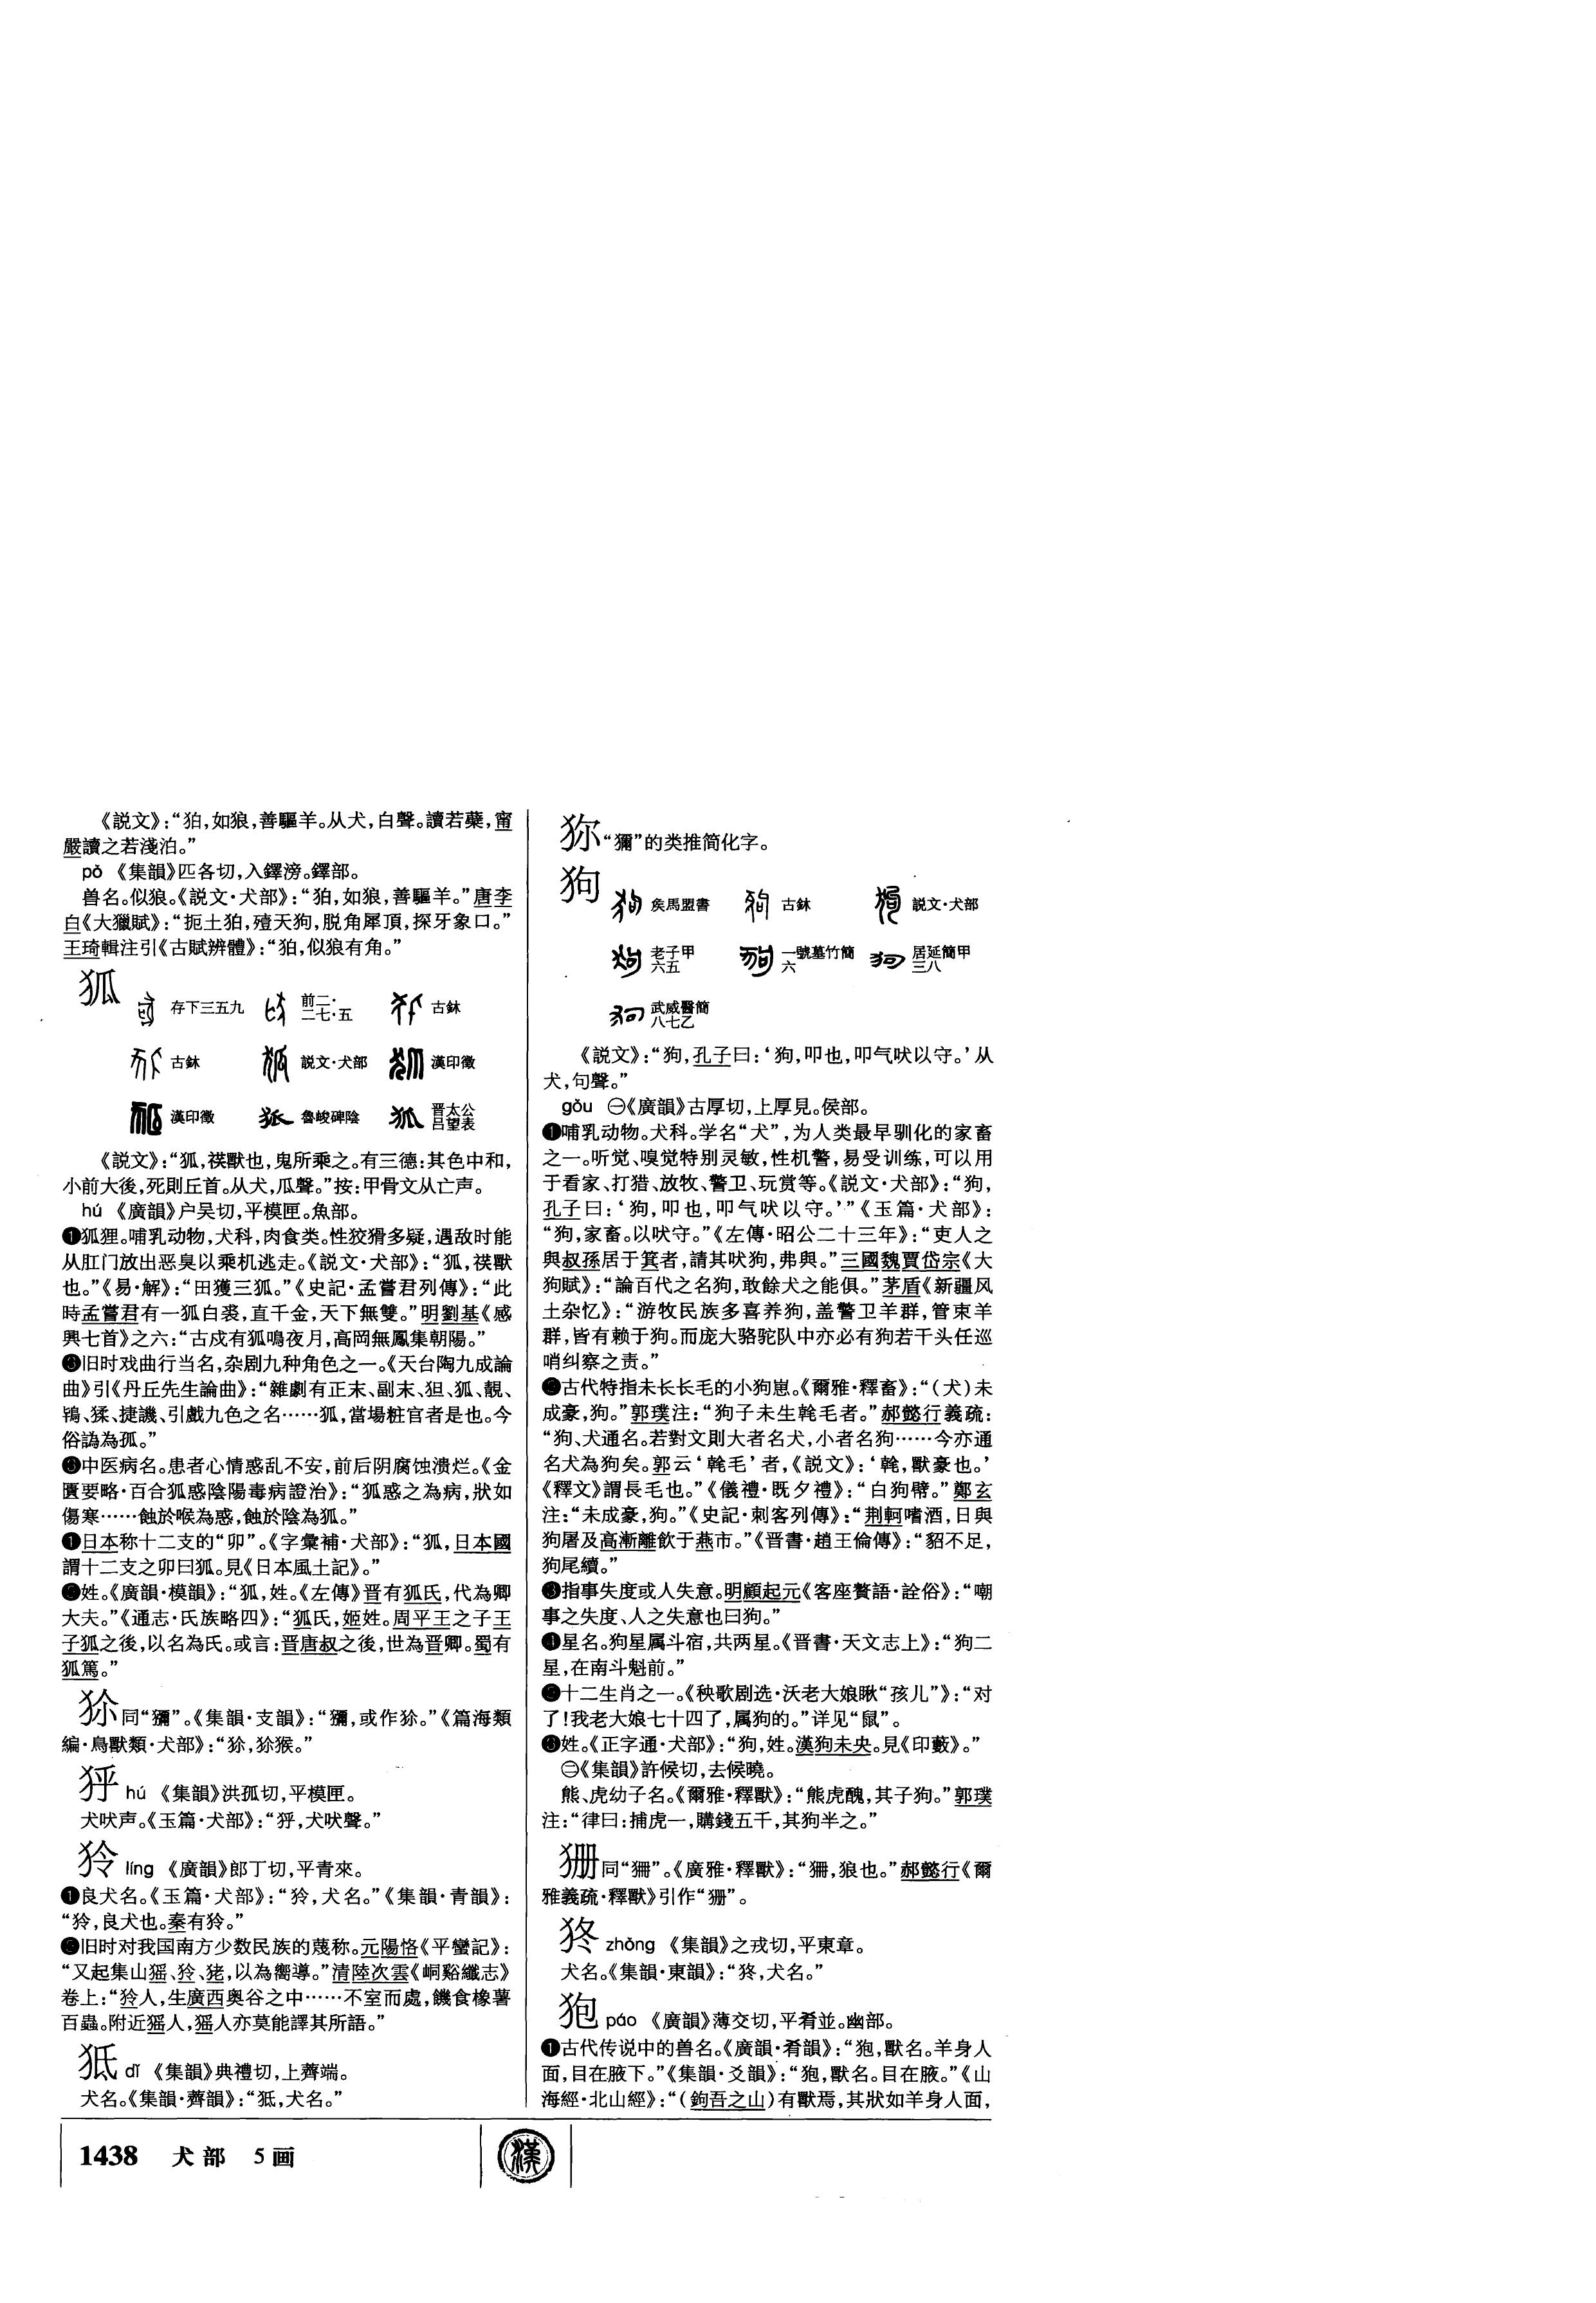 《説文》：“狛，如狼，善驅羊。从犬，白聲。讀若蘗，甯
嚴讀之若淺泊。”
pò 《集韻》匹各切，入鐸滂。鐸部。
兽名。似狼。《説文·犬部》：“狛，如狼，善驅羊。”唐李
白《大獵賦》：“扼土狛，殪天狗，脱角犀頂，探牙象口。”
王琦輯注引《古賦辨體》：“狛，似狼有角。”
狐
存下三五九 前二·二七·五 古鉥
古鉥 説文·犬部 漢印徵
漢印徵 魯峻碑陰 晋太公吕望表
《説文》：“狐，䄏獸也，鬼所乘之。有三德：其色中和，
小前大後，死則丘首。从犬，瓜聲。”按：甲骨文从亡声。
hú 《廣韻》户吴切，平模匣。魚部。
❶狐狸。哺乳动物，犬科，肉食类。性狡猾多疑，遇敌时能
从肛门放出恶臭以乘机逃走。《説文·犬部》：“狐，䄏獸
也。”《易·解》：“田獲三狐。”《史記·孟嘗君列傳》：“此
時孟嘗君有一狐白裘，直千金，天下無雙。”明劉基《感
興七首》之六：“古戍有狐鳴夜月，高岡無鳳集朝陽。”
旧时戏曲行当名，杂剧九种角色之一。《天台陶九成論
曲》引《丹丘先生論曲》：“雜劇有正末、副末、狚、狐、靚、
鴇、猱、捷譏、引戲九色之名……狐，當場粧官者是也。今
俗譌為孤。”
❸中医病名。患者心情惑乱不安，前后阴腐蚀溃烂。《金
匱要略·百合狐惑陰陽毒病證治》：“狐惑之為病，狀如
傷寒……蝕於喉為惑，蝕於陰為狐。”
日本称十二支的“卯”。《字彙補·犬部》：“狐，日本國
謂十二支之卯曰狐。見《日本風土記》。”
姓。《廣韻·模韻》：“狐，姓。《左傳》晋有狐氏，代為卿
大夫。”《通志·氏族略四》：“狐氏，姬姓。周平王之子王
子狐之後，以名為氏。或言：晋唐叔之後，世為晋卿。蜀有
狐篤。”
狋同“獼”。《集韻·支韻》：“獼，或作㹝。”《篇海類
編·鳥獸類·犬部》：“㹝，㹝猴。”
㹱 hú 《集韻》洪孤切，平模匣。
犬吠声。《玉篇·犬部》：“㹱，犬吠聲。”
狑 líng 《廣韻》郎丁切，平青來。
❶良犬名。《玉篇·犬部》：“狑，犬名。”《集韻·青韻》：
“狑，良犬也。秦有狑。”
❷旧时对我国南方少数民族的蔑称。元陽恪《平蠻記》：
“又起集山猺、狑、狫，以為嚮導。”清陸次雲《峒谿纖志》
卷上：“狑人，生廣西奥谷之中……不室而處，饑食橡薯
百蟲。附近猺人，猺人亦莫能譯其所語。”
㹝 dǐ 《集韻》典禮切，上薺端。
犬名。《集韻·薺韻》：“㹝，犬名。”
狝“獼”的类推简化字。
狗
矦馬盟書 古鉥 説文·犬部
老子甲六五 一號墓竹簡六 居延簡甲三八
武威醫簡八七乙
《説文》：“狗，孔子曰：‘狗，叩也，叩气吠以守。’从
犬，句聲。”
gǒu ㊀《廣韻》古厚切，上厚見。侯部。
❶哺乳动物。犬科。学名“犬”，为人类最早驯化的家畜
之一。听觉、嗅觉特别灵敏，性机警，易受训练，可以用
于看家、打猎、放牧、警卫、玩赏等。《説文·犬部》：“狗，
孔子曰：‘狗，叩也，叩气吠以守。’”《玉篇·犬部》：
“狗，家畜。以吠守。”《左傳·昭公二十三年》：“吏人之
與叔孫居于箕者，請其吠狗，弗與。”三國魏賈岱宗《大
狗賦》：“論百代之名狗，敢餘犬之能俱。”茅盾《新疆风
土杂忆》：“游牧民族多喜养狗，盖警卫羊群，管束羊
群，皆有赖于狗。而庞大骆驼队中亦必有狗若干头任巡
哨纠察之责。”
❷古代特指未长长毛的小狗崽。《爾雅·釋畜》：“（犬）未
成豪，狗。”郭璞注：“狗子未生𠦝毛者。”郝懿行義疏：
“狗、犬通名。若對文則大者名犬，小者名狗……今亦通
名犬為狗矣。郭云‘𠦝毛’者，《説文》：‘𠦝，獸豪也。’
《釋文》謂長毛也。”《儀禮·既夕禮》：“白狗幦。”鄭玄
注：“未成豪，狗。”《史記·刺客列傳》：“荆軻嗜酒，日與
狗屠及高漸離飲于燕市。”《晋書·趙王倫傳》：“貂不足，
狗尾續。”
❸指事失度或人失意。明顧起元《客座贅語·詮俗》：“嘲
事之失度、人之失意也曰狗。”
❹星名。狗星属斗宿，共两星。《晋書·天文志上》：“狗二
星，在南斗魁前。”
❺十二生肖之一。《秧歌剧选·沃老大娘瞅“孩儿”》：“对
了！我老大娘七十四了，属狗的。”详见“鼠”。
❻姓。《正字通·犬部》：“狗，姓。漢狗未央。見《印藪》。”
㊁《集韻》許候切，去候曉。
熊、虎幼子名。《爾雅·釋獸》：“熊虎醜，其子狗。”郭璞
注：“律曰：捕虎一，購錢五千，其狗半之。”
㹪同“狦”。《廣雅·釋獸》：“狦，狼也。”郝懿行《爾
雅義疏·釋獸》引作“㹪”。
㹣 zhōng 《集韻》之戎切，平東章。
犬名。《集韻·東韻》：“㹣，犬名。”
狍 páo 《廣韻》薄交切，平肴並。幽部。
❶古代传说中的兽名。《廣韻·肴韻》：“狍，獸名。羊身人
面，目在腋下。”《集韻·爻韻》：“狍，獸名。目在腋。”《山
海經·北山經》：“（鉤吾之山）有獸焉，其狀如羊身人面，
1438 犬部 5画
漢